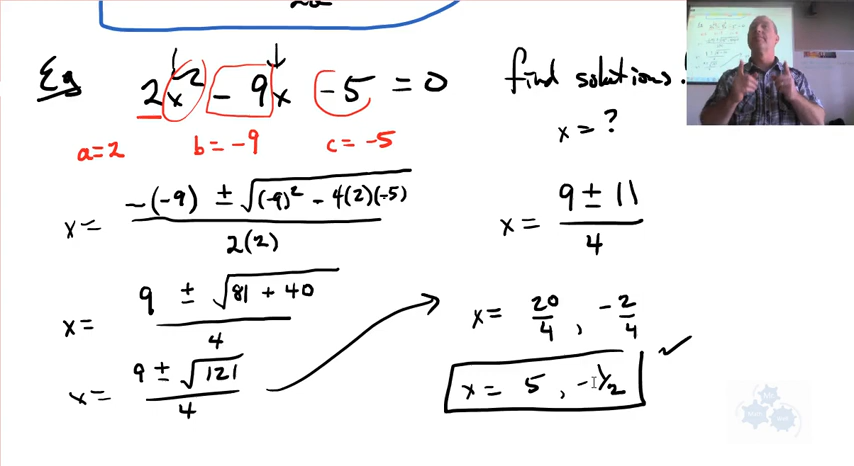 2a
Eg 2x² - 9x - 5 = 0 find solutions!
a=2 b=-9 c=-5 x=?
x= -(-9) ± √(-9)² - 4(2)(-5) / 2(2)
x= 9 ± √81 + 40 / 4
x= 9 ± √121 / 4
x= 9 ± 11 / 4
x= 20/4, -2/4
x= 5, -1/2